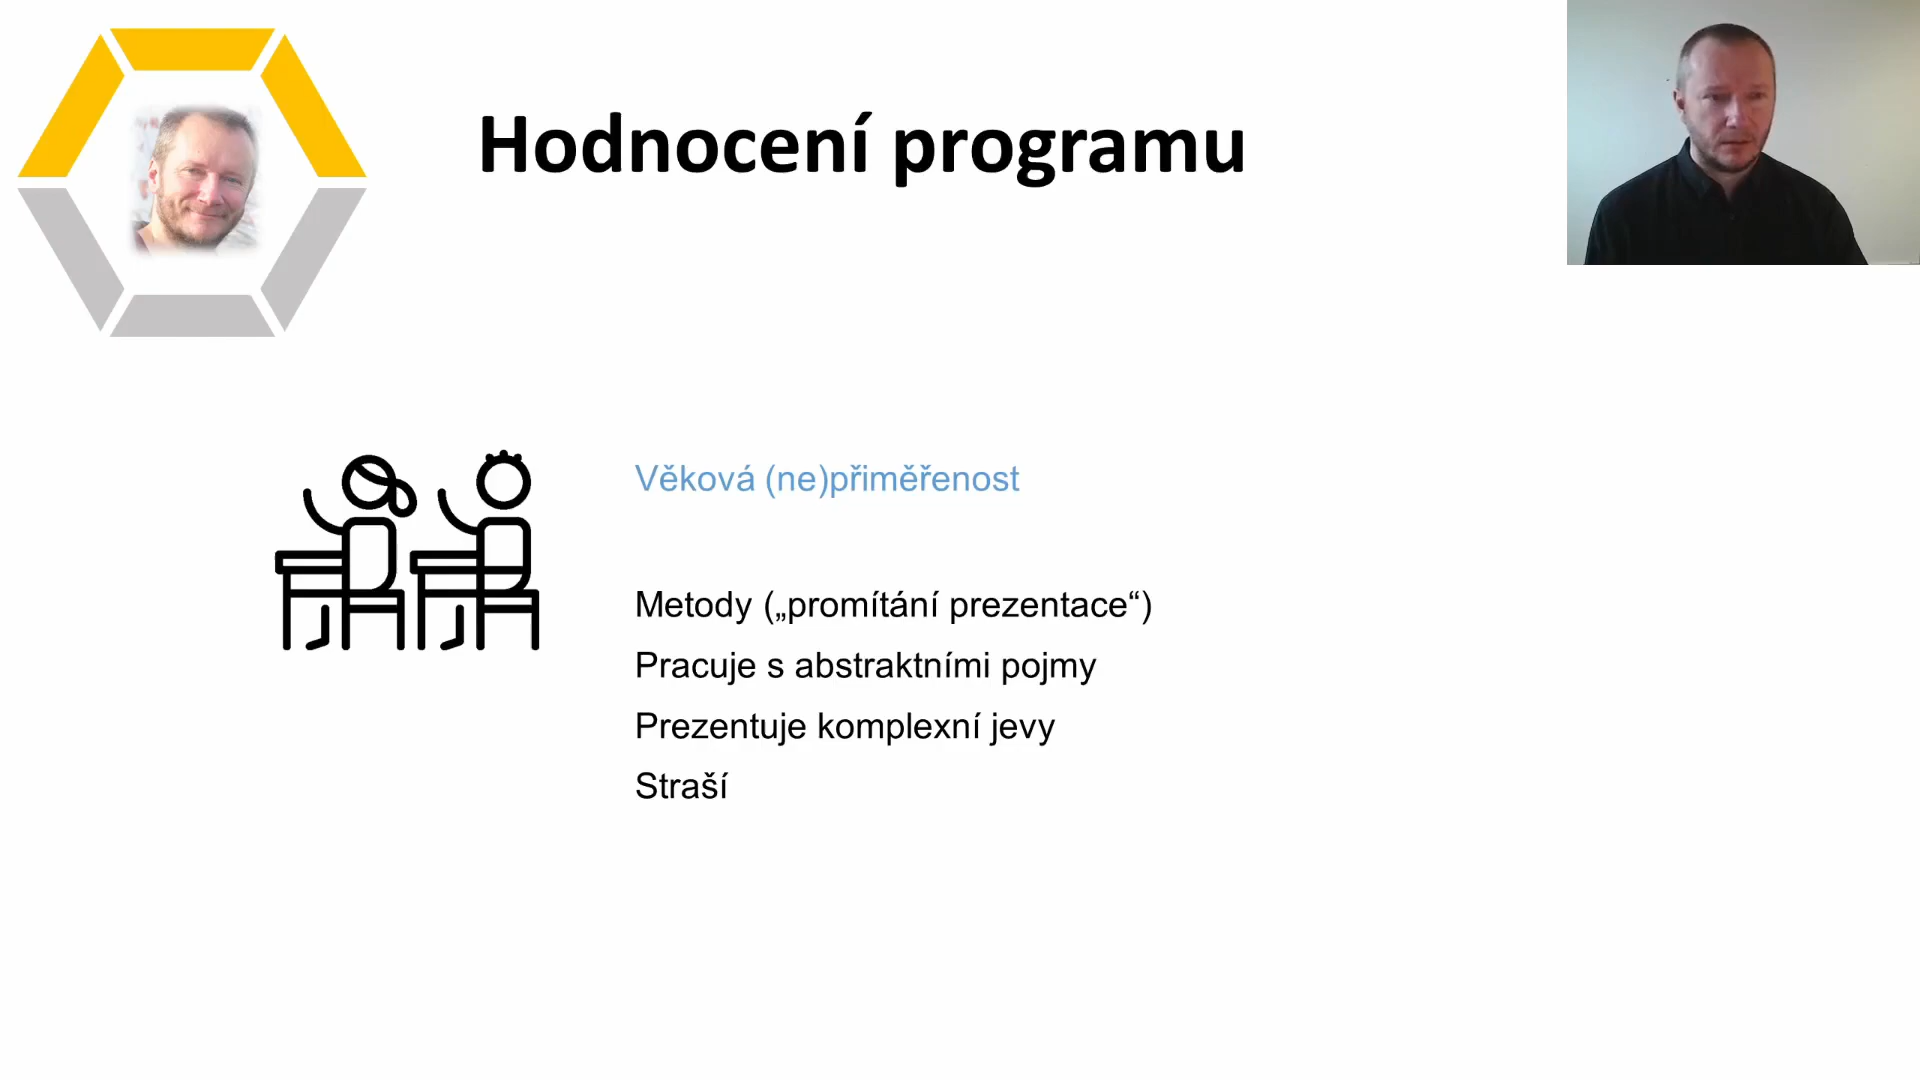 Hodnocení programu
Věková (ne)přiměřenost
Metody („promítání prezentace“)
Pracuje s abstraktními pojmy
Prezentuje komplexní jevy
Straší